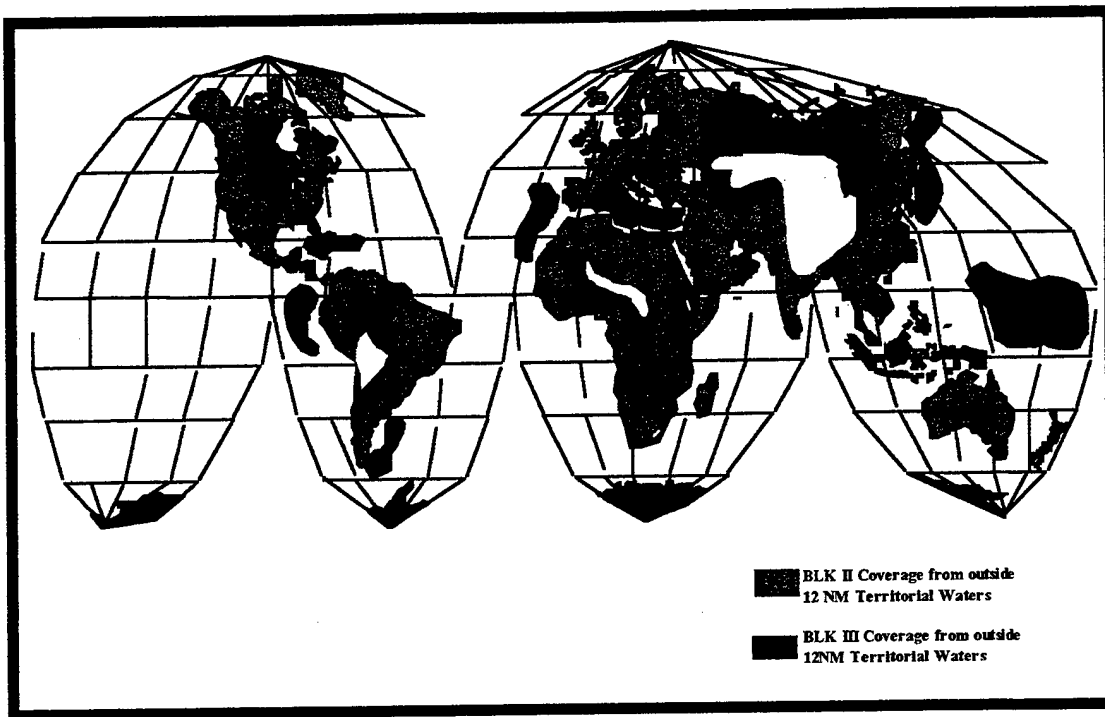 BLK II Coverage from outside
12 NM Territorial Waters
BLK III Coverage from outside
12NM Territorial Waters